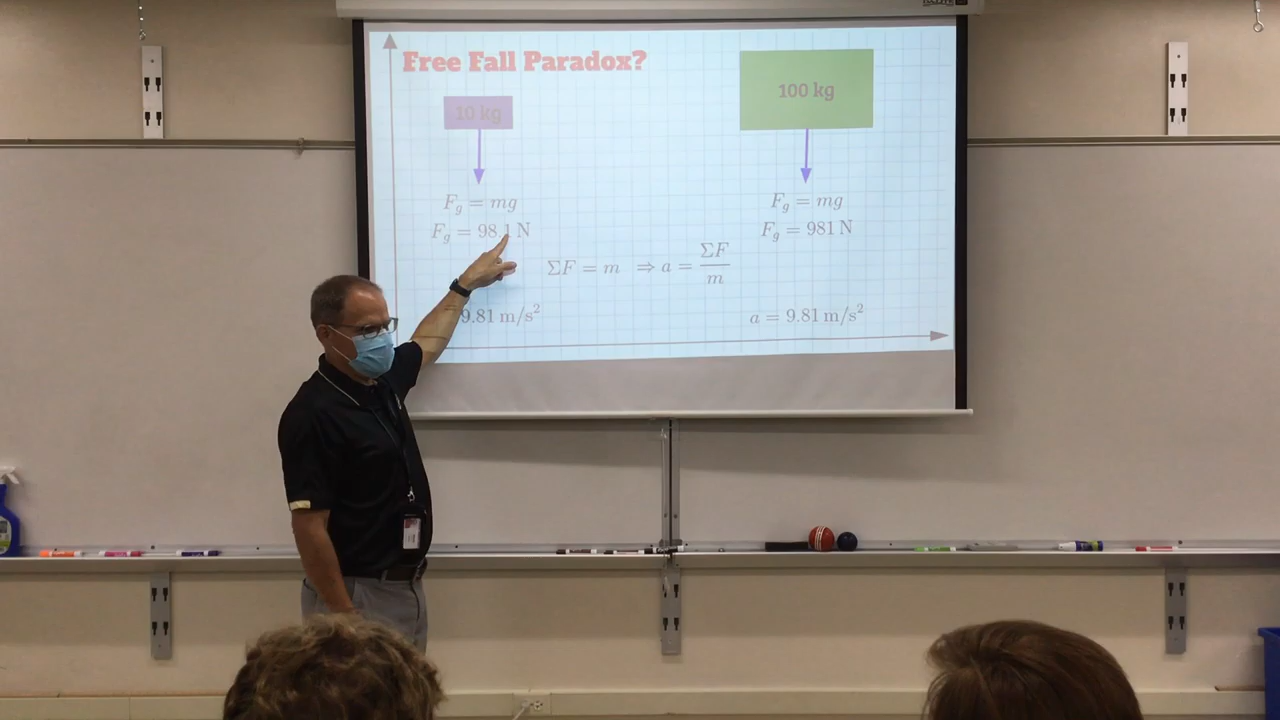 Free Fall Paradox?
10 kg
100 kg
F_g = mg
F_g = 98.1 N
F_g = mg
F_g = 981 N
ΣF = m ⇒ a = ΣF/m
= 9.81 m/s²
a = 9.81 m/s²